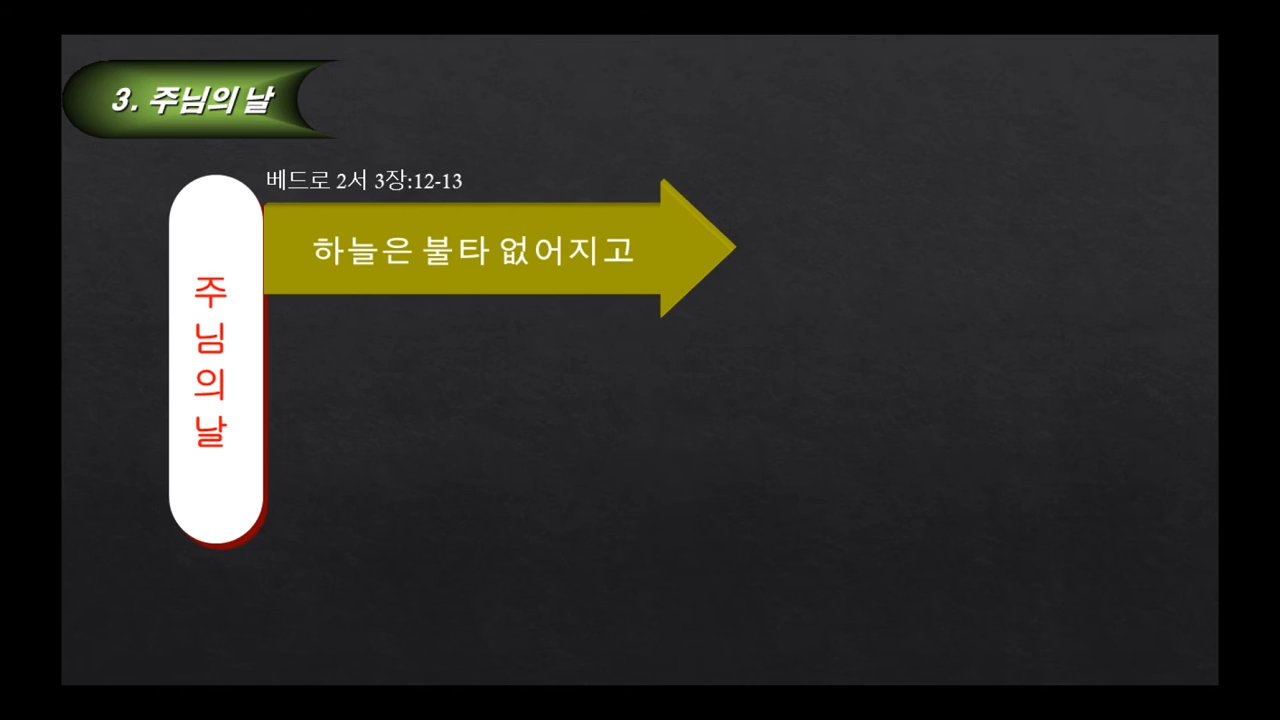 3. 주님의 날
베드로 2서 3장:12-13
하늘은 불타 없어지고
주
님
의
날